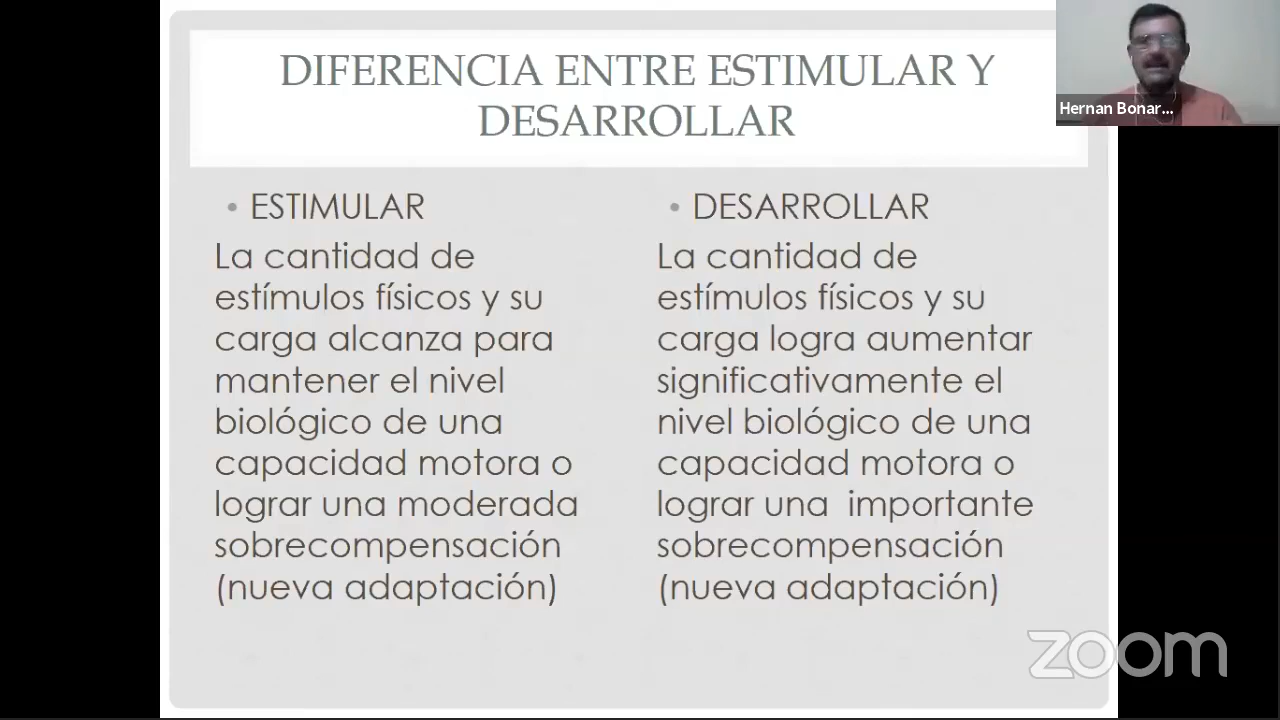 DIFERENCIA ENTRE ESTIMULAR Y
DESARROLLAR
Hernan Bonar...
• ESTIMULAR
La cantidad de
estímulos físicos y su
carga alcanza para
mantener el nivel
biológico de una
capacidad motora o
lograr una moderada
sobrecompensación
(nueva adaptación)
• DESARROLLAR
La cantidad de
estímulos físicos y su
carga logra aumentar
significativamente el
nivel biológico de una
capacidad motora o
lograr una importante
sobrecompensación
(nueva adaptación)
zoom